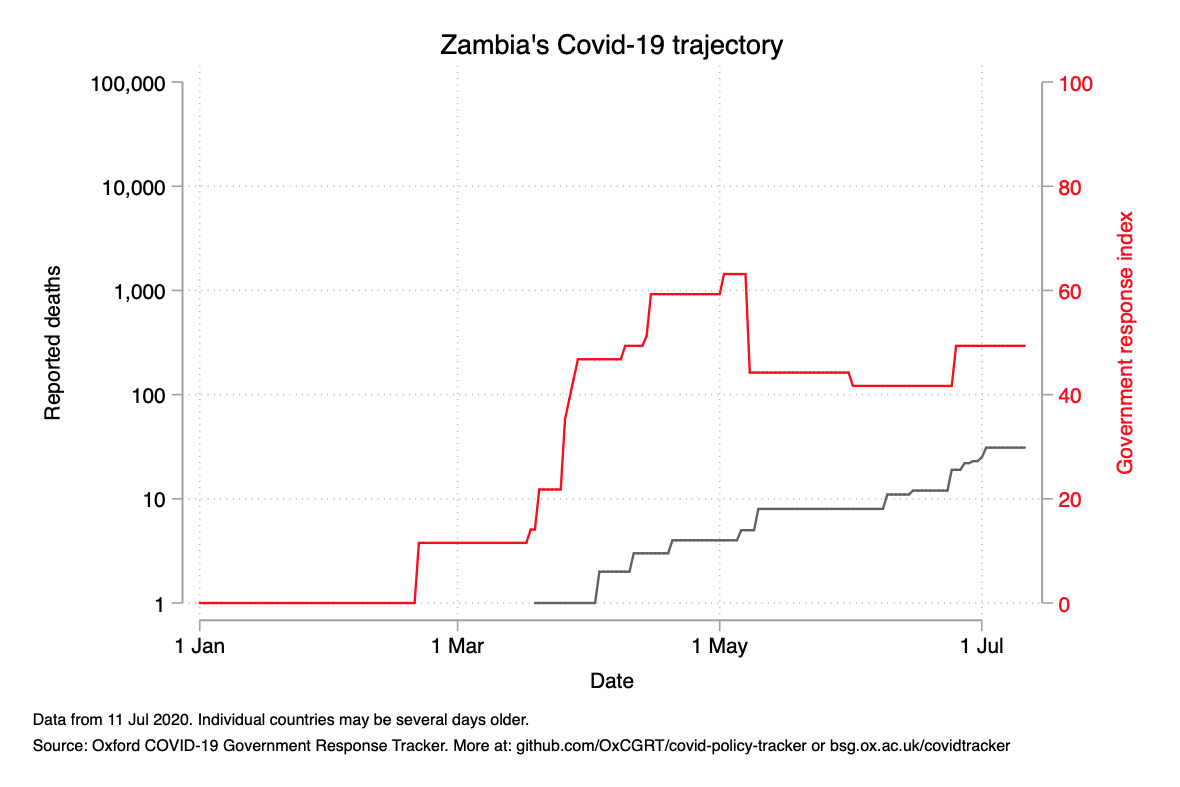 Zambia's Covid-19 trajectory
100,000
10,000
1,000
100
10
1
Reported deaths
100
80
60
40
20
0
Government response index
1 Jan
1 Mar
1 May
1 Jul
Date
Data from 11 Jul 2020. Individual countries may be several days older.
Source: Oxford COVID-19 Government Response Tracker. More at: github.com/OxCGRT/covid-policy-tracker or bsg.ox.ac.uk/covidtracker